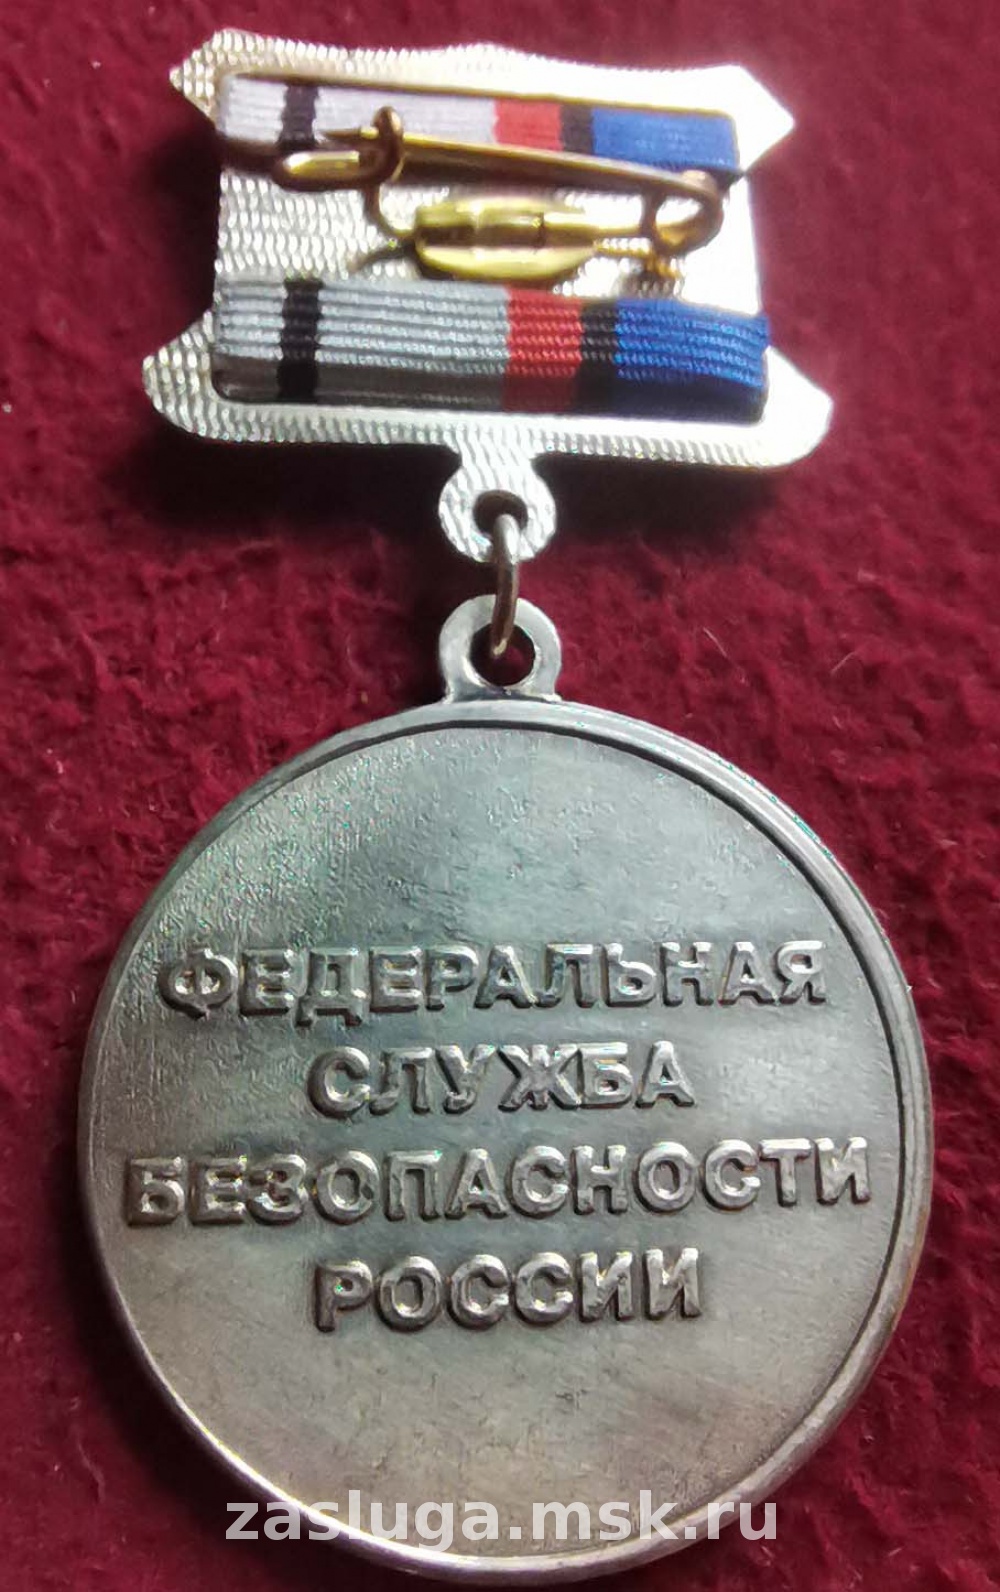 ФЕДЕРАЛЬНАЯ
СЛУЖБА
БЕЗОПАСНОСТИ
РОССИИ
zasluga.msk.ru